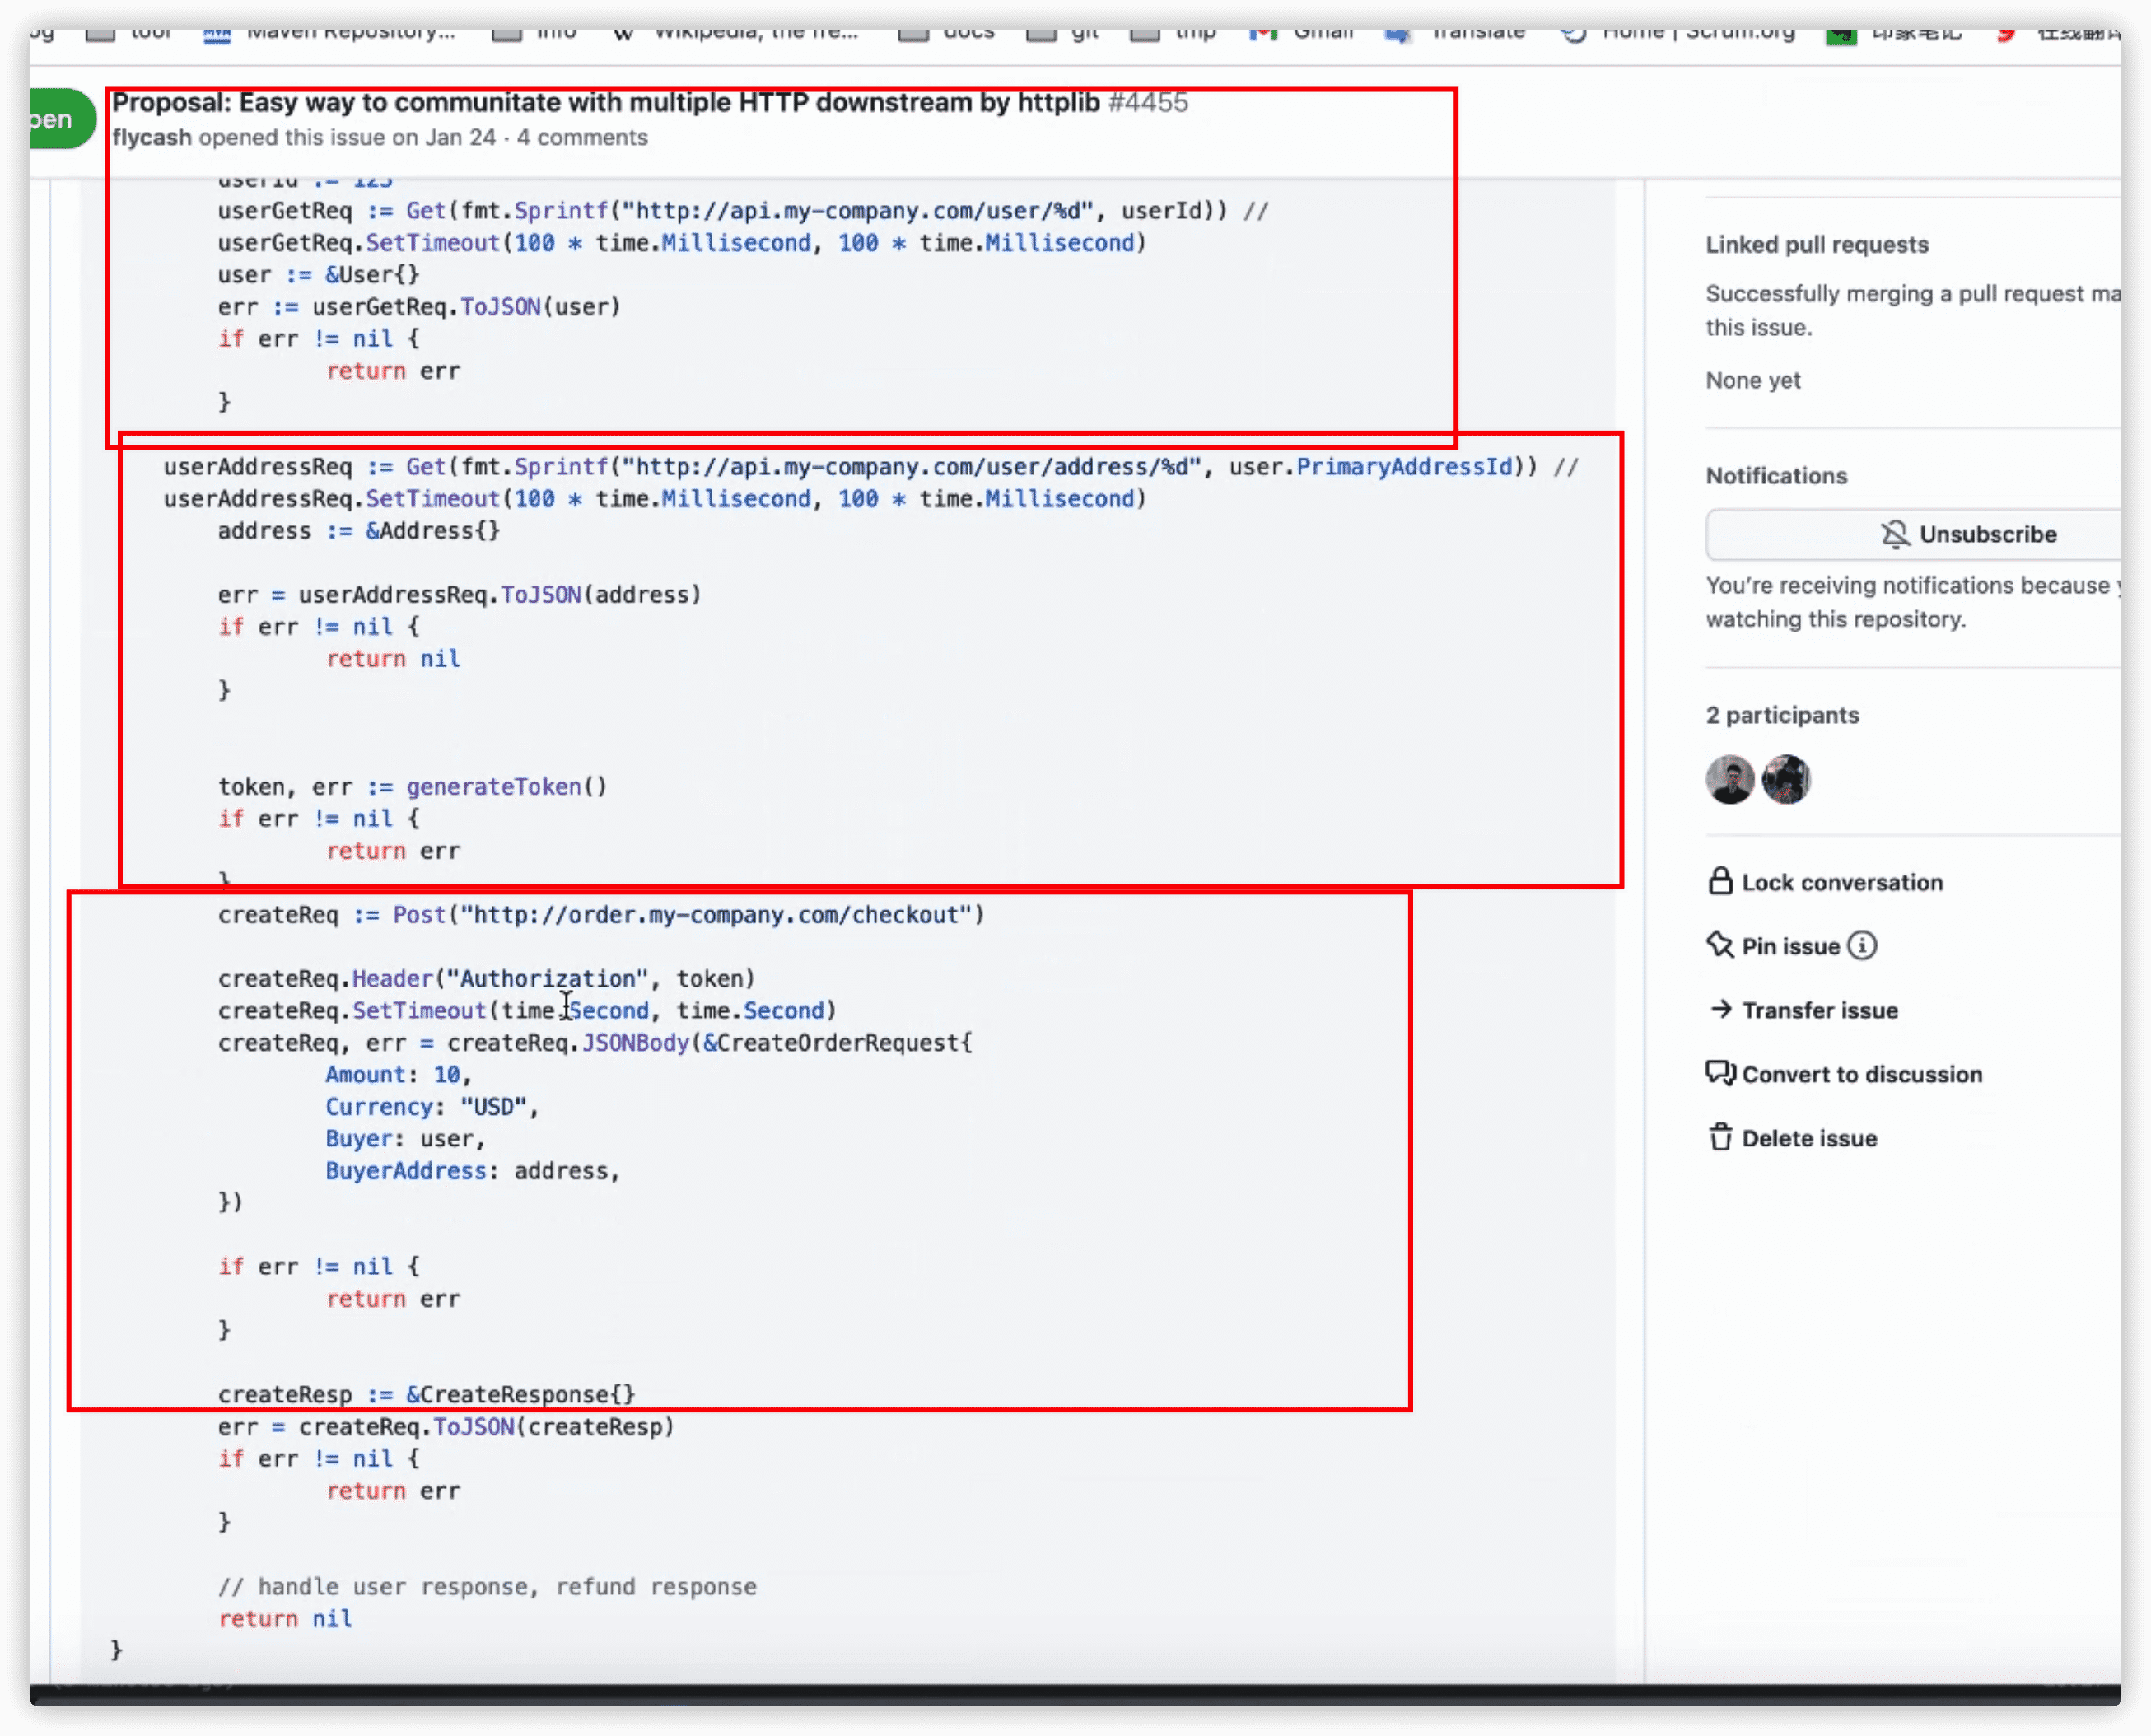 tool
Maven Repository...
info
Wikipedia, the fre...
docs
git
tmp
Gmail
Translate
Home | Scrum.org
印象笔记
Proposal: Easy way to communitate with multiple HTTP downstream by httplib #4455
pen
flycash opened this issue on Jan 24 · 4 comments
userId := 123
userGetReq := Get(fmt.Sprintf("http://api.my-company.com/user/%d", userId)) //
userGetReq.SetTimeout(100 * time.Millisecond, 100 * time.Millisecond)
user := &User{}
err := userGetReq.ToJSON(user)
if err != nil {
return err
}
userAddressReq := Get(fmt.Sprintf("http://api.my-company.com/user/address/%d", user.PrimaryAddressId)) //
userAddressReq.SetTimeout(100 * time.Millisecond, 100 * time.Millisecond)
address := &Address{}
err = userAddressReq.ToJSON(address)
if err != nil {
return nil
}
token, err := generateToken()
if err != nil {
return err
}
createReq := Post("http://order.my-company.com/checkout")
createReq.Header("Authorization", token)
createReq.SetTimeout(time.Second, time.Second)
createReq, err = createReq.JSONBody(&CreateOrderRequest{
Amount: 10,
Currency: "USD",
Buyer: user,
BuyerAddress: address,
})
if err != nil {
return err
}
createResp := &CreateResponse{}
err = createReq.ToJSON(createResp)
if err != nil {
return err
}
// handle user response, refund response
return nil
}
Linked pull requests
Successfully merging a pull request ma
this issue.
None yet
Notifications
Unsubscribe
You're receiving notifications because
watching this repository.
2 participants
Lock conversation
Pin issue
Transfer issue
Convert to discussion
Delete issue